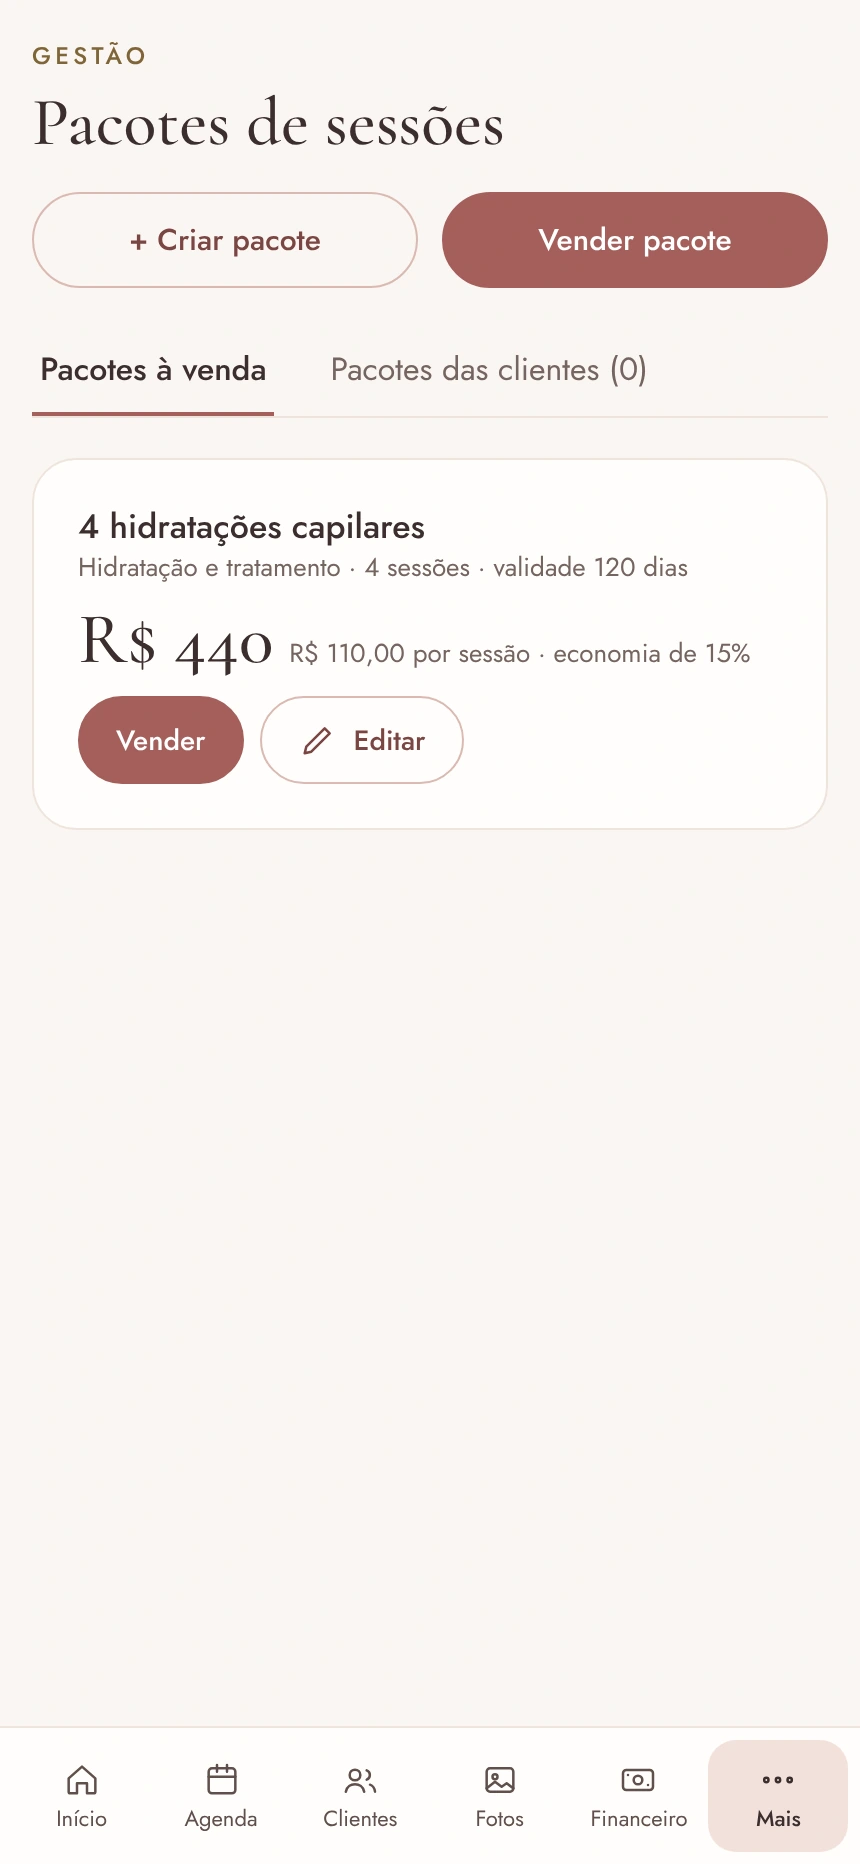 GESTÃO
Pacotes de sessões
+ Criar pacote
Vender pacote
Pacotes à venda
Pacotes das clientes (0)
4 hidratações capilares
Hidratação e tratamento · 4 sessões · validade 120 dias
R$ 440 R$ 110,00 por sessão · economia de 15%
Vender
Editar
Início
Agenda
Clientes
Fotos
Financeiro
Mais